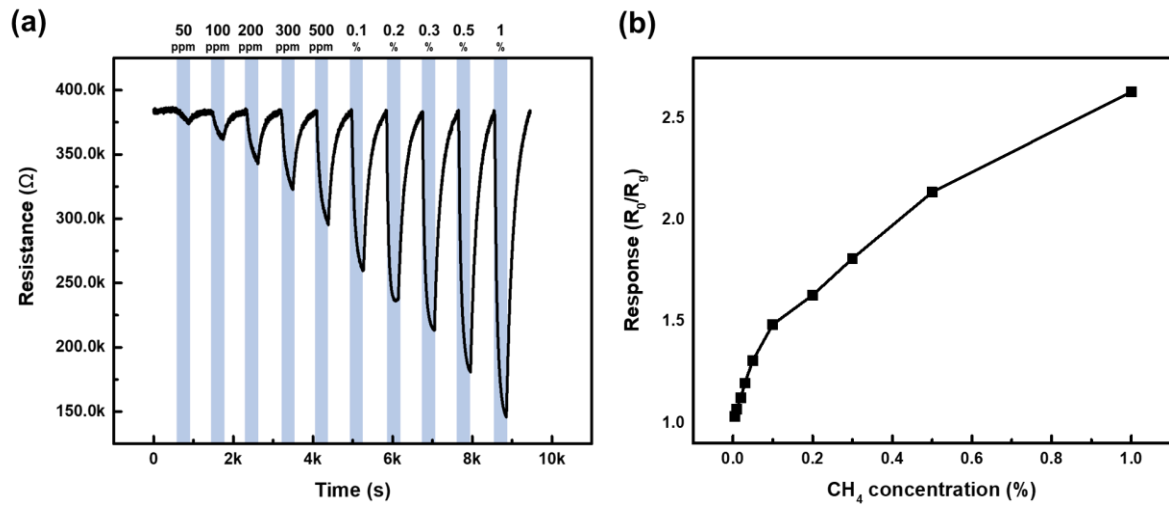 (a)
50 100 200 300 500 0.1 0.2 0.3 0.5 1
ppm ppm ppm ppm ppm % % % % %
400.0k
350.0k
300.0k
250.0k
200.0k
150.0k
Resistance (Ω)
0 2k 4k 6k 8k 10k
Time (s)
(b)
2.5
2.0
1.5
1.0
Response (R₀/R_g)
0.0 0.2 0.4 0.6 0.8 1.0
CH₄ concentration (%)